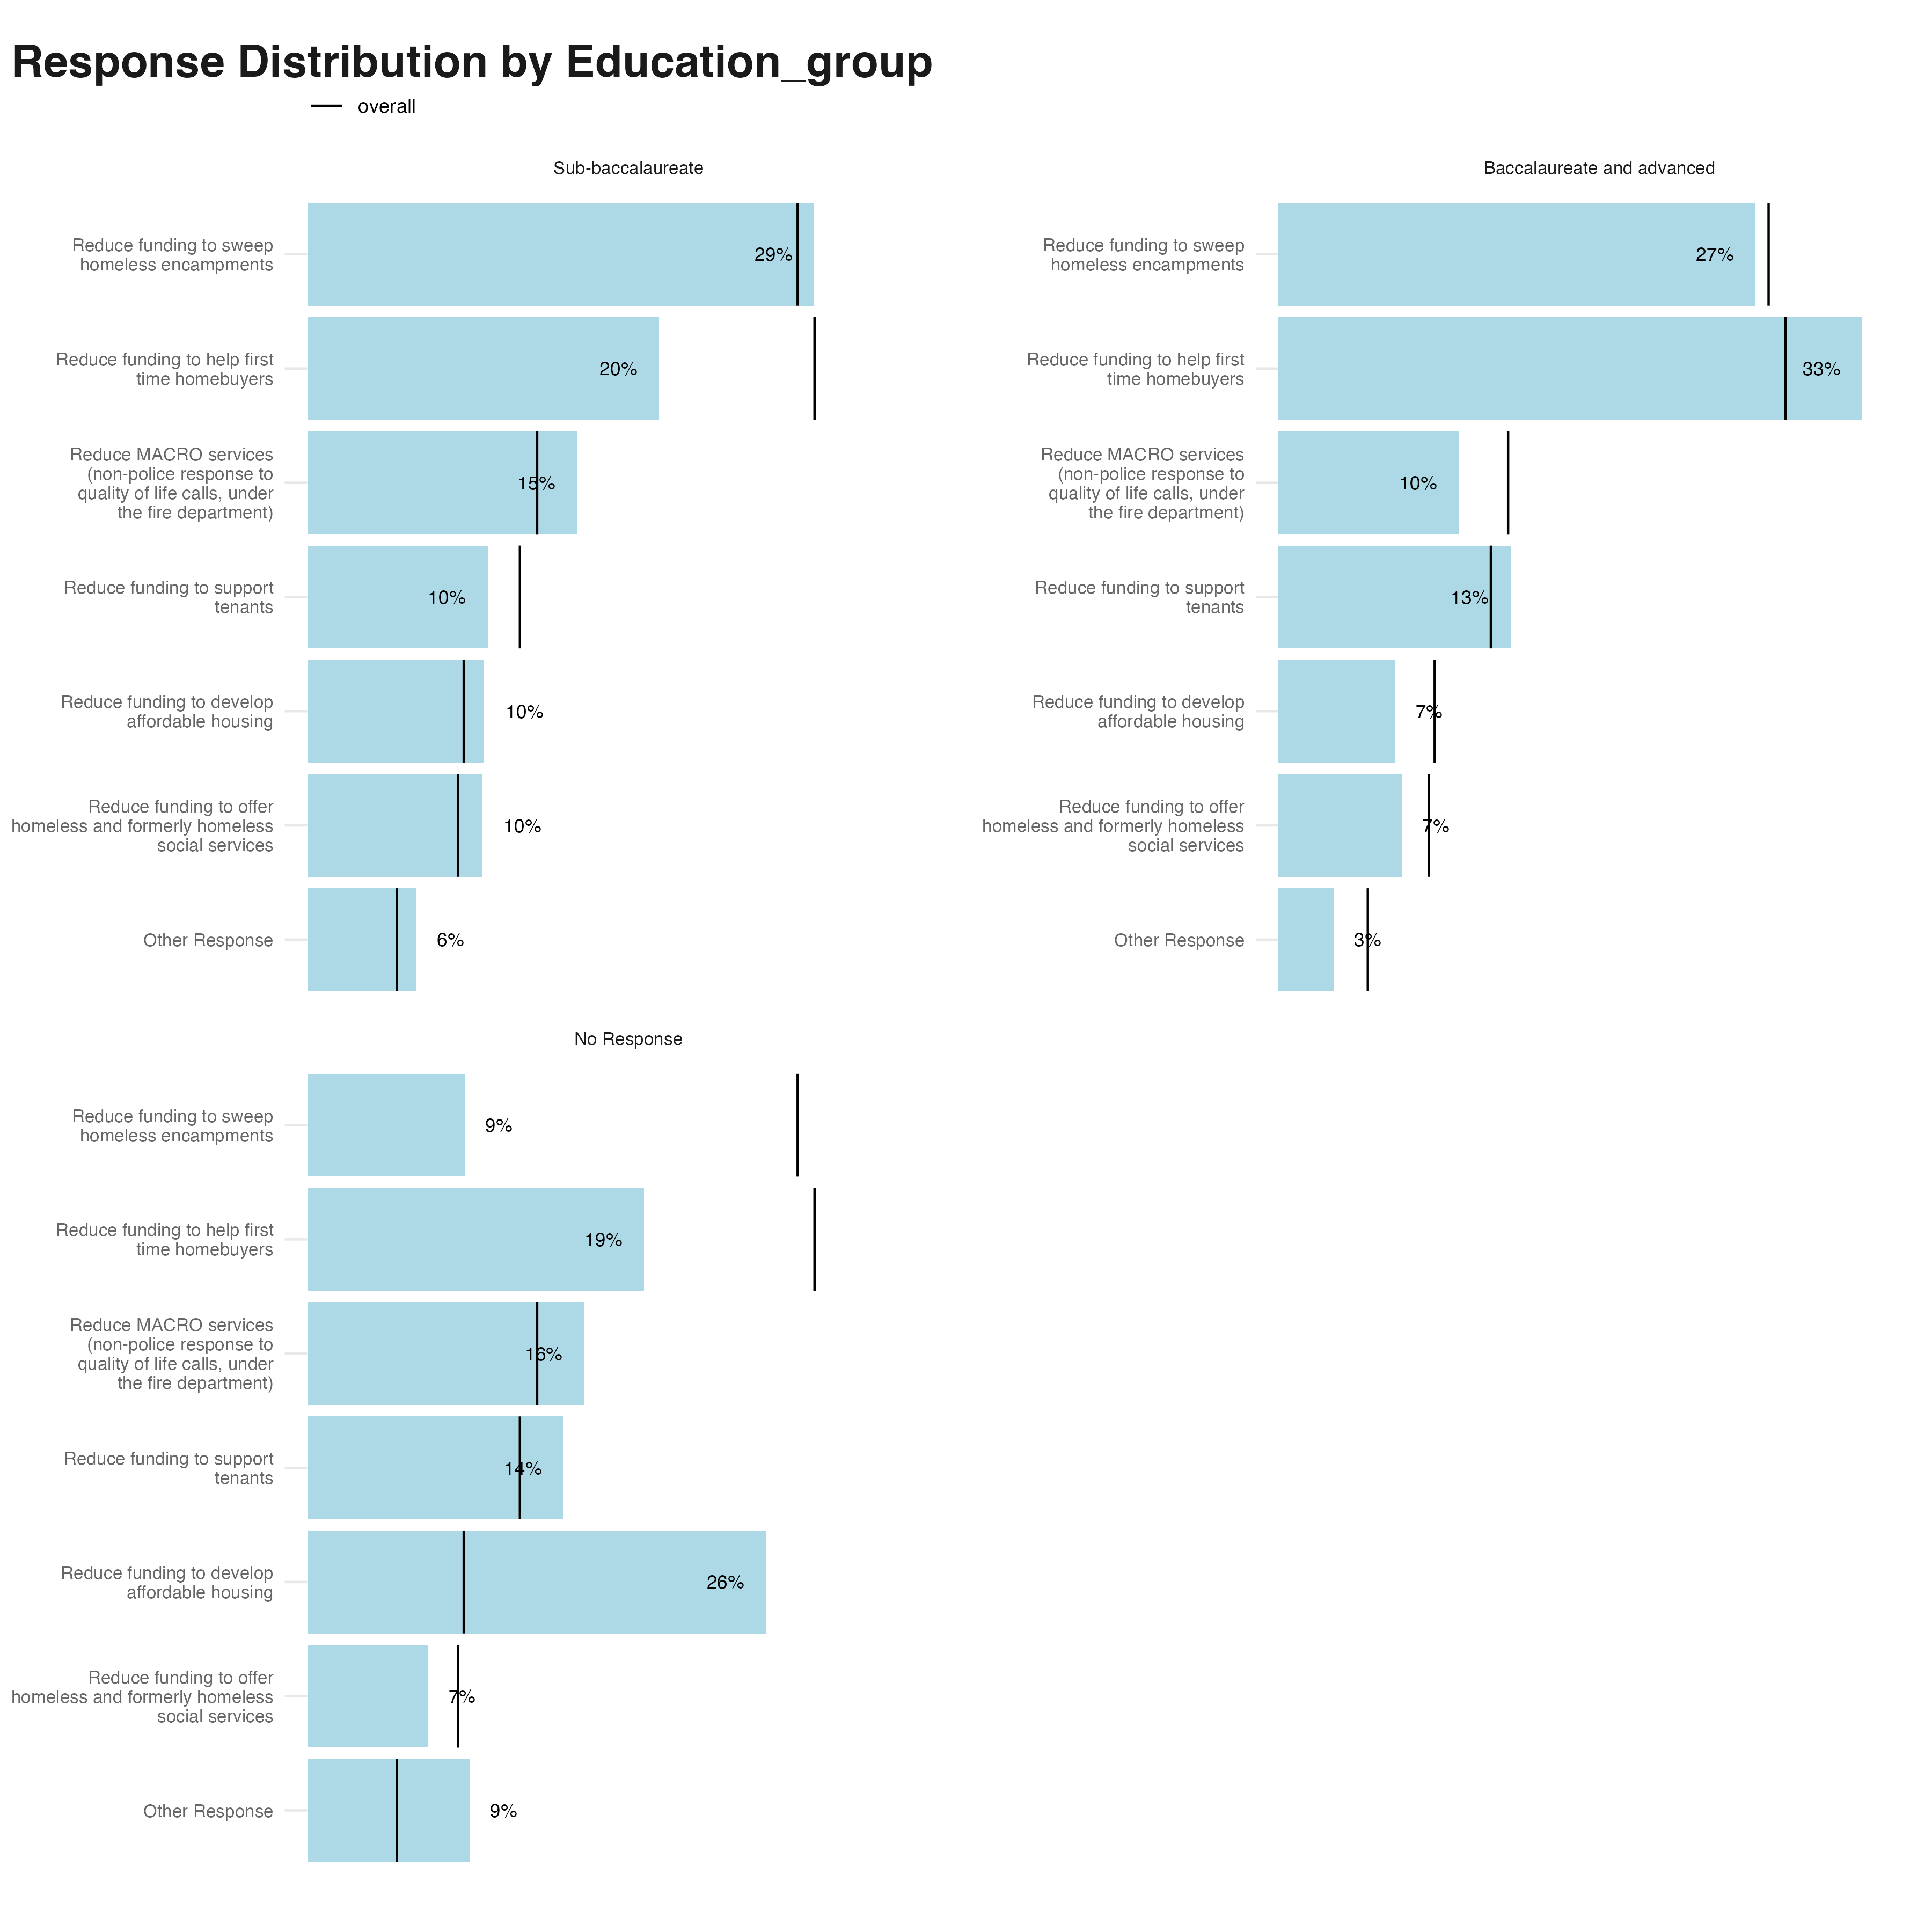 Response Distribution by Education_group
overall
Sub-baccalaureate
Reduce funding to sweep
homeless encampments
29%
Reduce funding to help first
time homebuyers
20%
Reduce MACRO services
(non-police response to
quality of life calls, under
the fire department)
15%
Reduce funding to support
tenants
10%
Reduce funding to develop
affordable housing
10%
Reduce funding to offer
homeless and formerly homeless
social services
10%
Other Response
6%
Baccalaureate and advanced
Reduce funding to sweep
homeless encampments
27%
Reduce funding to help first
time homebuyers
33%
Reduce MACRO services
(non-police response to
quality of life calls, under
the fire department)
10%
Reduce funding to support
tenants
13%
Reduce funding to develop
affordable housing
7%
Reduce funding to offer
homeless and formerly homeless
social services
7%
Other Response
3%
No Response
Reduce funding to sweep
homeless encampments
9%
Reduce funding to help first
time homebuyers
19%
Reduce MACRO services
(non-police response to
quality of life calls, under
the fire department)
16%
Reduce funding to support
tenants
14%
Reduce funding to develop
affordable housing
26%
Reduce funding to offer
homeless and formerly homeless
social services
7%
Other Response
9%